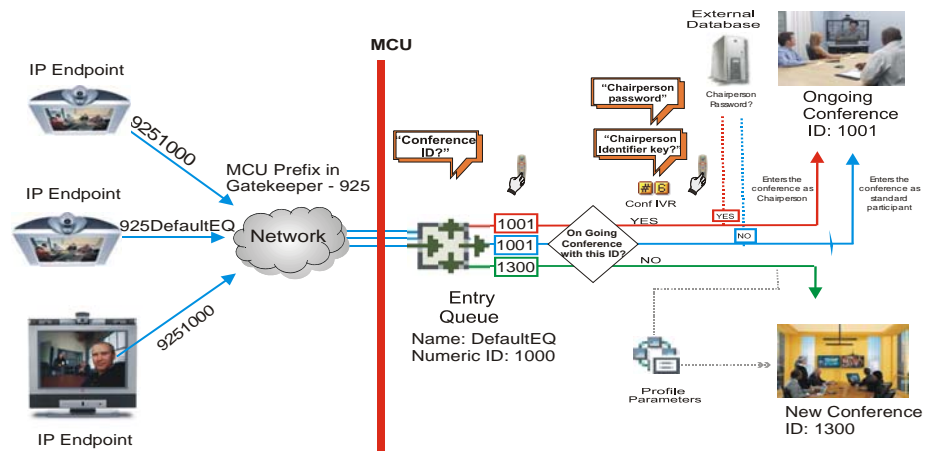 IP Endpoint
9251000
IP Endpoint
925DefaultEQ
9251000
IP Endpoint
MCU Prefix in
Gatekeeper - 925
Network
MCU
"Conference
ID?"
Entry
Queue
Name: DefaultEQ
Numeric ID: 1000
1001
1001
1300
"Chairperson
password"
"Chairperson
Identifier key?"
# 6
Conf IVR
On Going
Conference
with this ID?
YES
NO
External
Database
Chairperson
Password?
YES
NO
Ongoing
Conference
ID: 1001
Enters the
conference as
Chairperson
Enters the
conference as
standard
participant
Profile
Parameters
New Conference
ID: 1300